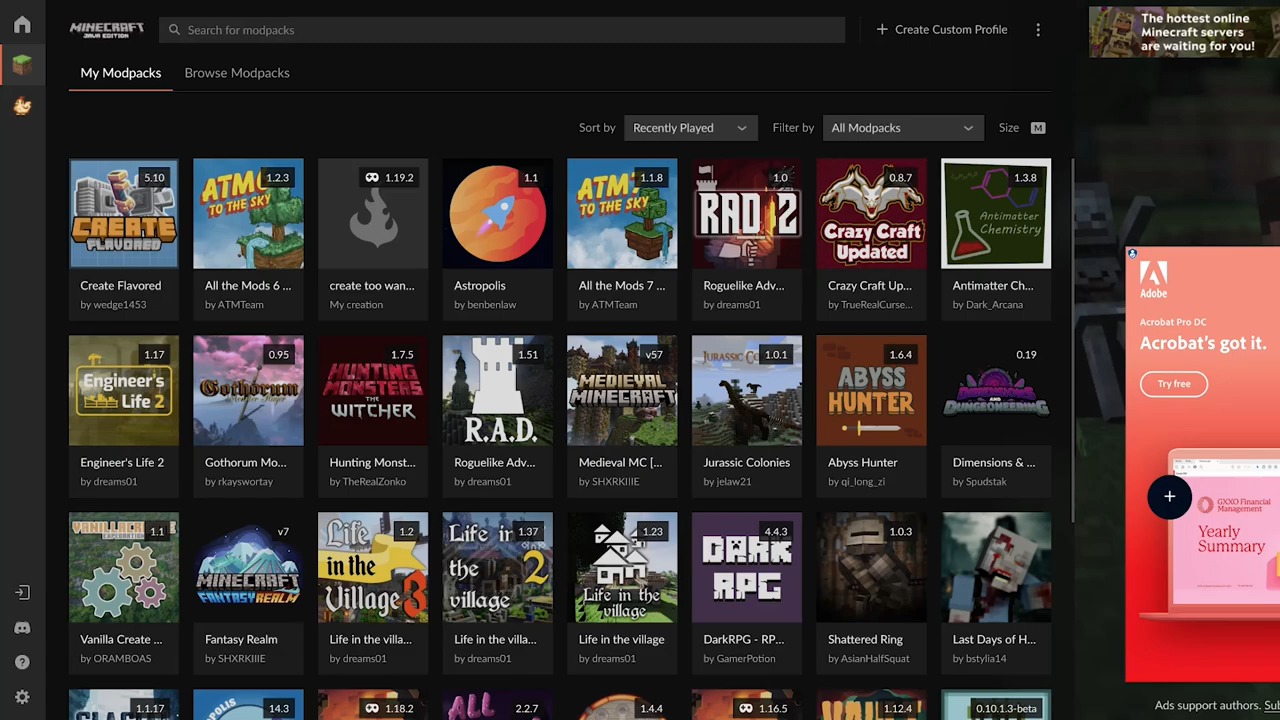 MINECRAFT
JAVA EDITION
Search for modpacks
Create Custom Profile
The hottest online
Minecraft servers
are waiting for you!
My Modpacks
Browse Modpacks
Sort by
Recently Played
Filter by
All Modpacks
Size
M
5.10
CREATE
FLAVORED
Create Flavored
by wedge1453
1.2.3
TO THE SKY
All the Mods 6 ...
by ATMTeam
1.19.2
create too wan...
My creation
1.1
Astropolis
by benbenlaw
1.1.8
TO THE SKY
All the Mods 7 ...
by ATMTeam
1.0
RAD 2
Roguelike Adv...
by dreams01
0.8.7
Crazy Craft
Updated
Crazy Craft Up...
by TrueRealCurse...
1.3.8
Antimatter
Chemistry
Antimatter Ch...
by Dark_Arcana
1.17
Engineer's
Life 2
Engineer's Life 2
by dreams01
0.95
Gothorum
Gothorum Mo...
by rkayswortay
1.7.5
HUNTING
MONSTERS
THE
WITCHER
Hunting Monst...
by TheRealZonko
1.51
R.A.D.
Roguelike Adv...
by dreams01
v57
MEDIEVAL
MINECRAFT
Medieval MC [...
by SHXRKIIIE
1.0.1
Jurassic Colonies
by jelaw21
1.6.4
ABYSS
HUNTER
Abyss Hunter
by qi_long_zi
0.19
DIMENSIONS
AND
DUNGEONEERING
Dimensions & ...
by Spudstak
1.1
Vanilla Create ...
by ORAMBOAS
v7
MINECRAFT
FANTASY REALM
Fantasy Realm
by SHXRKIIIE
1.2
Life
in the
Village 3
Life in the villa...
by dreams01
1.37
Life in
the 2
village
Life in the villa...
by dreams01
1.23
Life in the
village
Life in the village
by dreams01
4.4.3
DARK
RPG
DarkRPG - RP...
by GamerPotion
1.0.3
Shattered Ring
by AsianHalfSquat
Last Days of H...
by bstylia14
1.1.17
14.3
1.18.2
2.2.7
ALL
1.4.4
1.16.5
1.12.4
0.10.1.3-beta
Adobe
Acrobat Pro DC
Acrobat's got it.
Try free
GXXO Financial
Management
Yearly
Summary
Ads support authors.